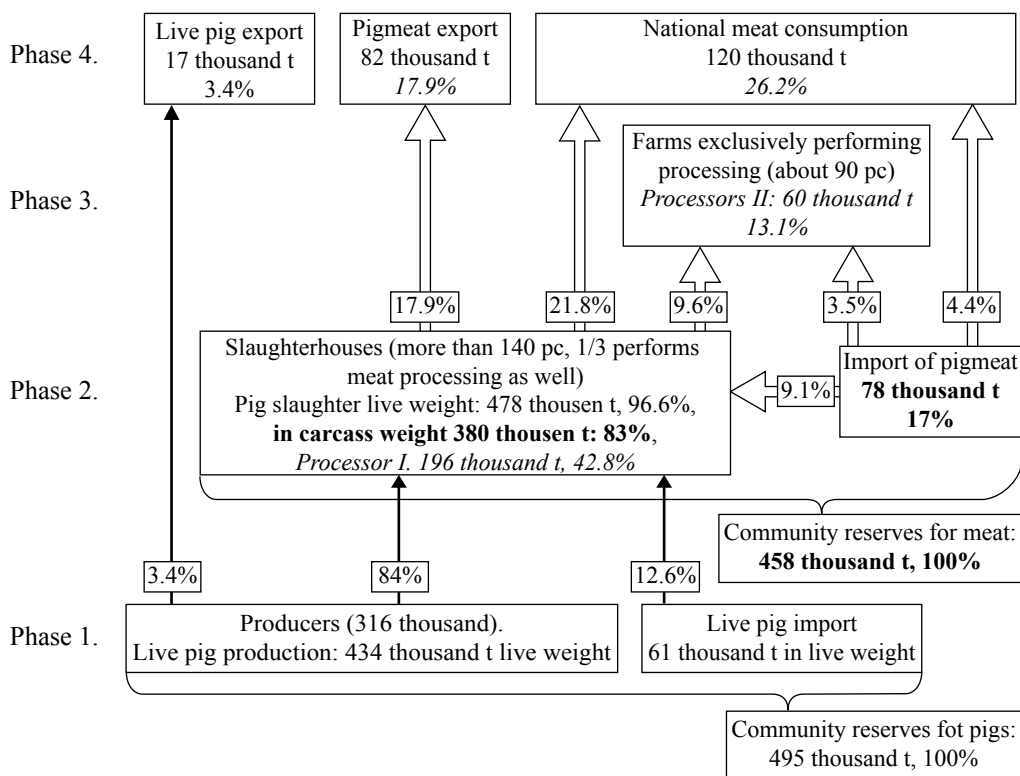 Phase 4.
Live pig export
17 thousand t
3.4%
Pigmeat export
82 thousand t
17.9%
National meat consumption
120 thousand t
26.2%
Phase 3.
Farms exclusively performing
processing (about 90 pc)
Processors II: 60 thousand t
13.1%
17.9%
21.8%
9.6%
3.5%
4.4%
Phase 2.
Slaughterhouses (more than 140 pc, 1/3 performs
meat processing as well)
Pig slaughter live weight: 478 thousen t, 96.6%,
in carcass weight 380 thousen t: 83%,
Processor I. 196 thousand t, 42.8%
9.1%
Import of pigmeat
78 thousand t
17%
Community reserves for meat:
458 thousand t, 100%
3.4%
84%
12.6%
Phase 1.
Producers (316 thousand).
Live pig production: 434 thousand t live weight
Live pig import
61 thousand t in live weight
Community reserves fot pigs:
495 thousand t, 100%